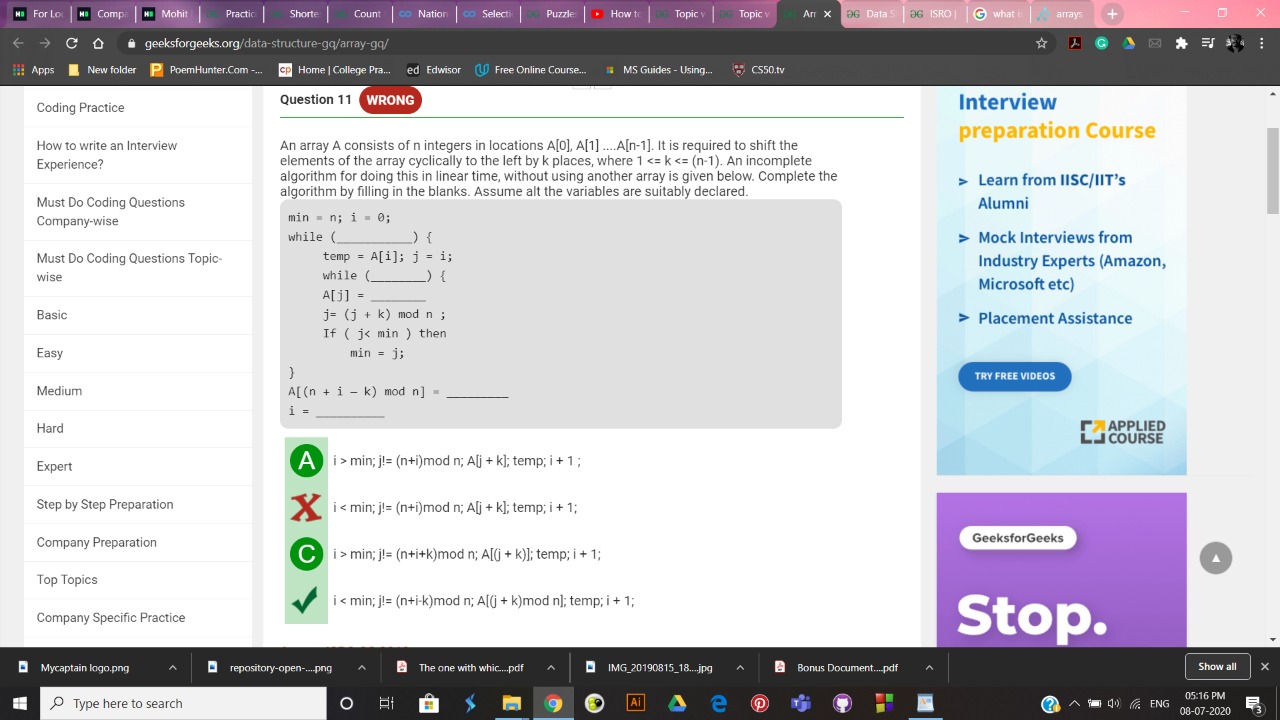 For Lo
Comp
Mohit
Practic
Shorte
Count
Nation
Selecti
Puzzle
How to
Topic v
Topic v
Arr
Data S
ISRO |
what i
arrays
geeksforgeeks.org/data-structure-gq/array-gq/
Apps
New folder
PoemHunter.Com -...
Home | College Pra...
Edwisor
Free Online Course...
MS Guides - Using...
CS50.tv
Coding Practice
How to write an Interview
Experience?
Must Do Coding Questions
Company-wise
Must Do Coding Questions Topic-
wise
Basic
Easy
Medium
Hard
Expert
Step by Step Preparation
Company Preparation
Top Topics
Company Specific Practice
Question 11 WRONG
An array A consists of n integers in locations A[0], A[1] ....A[n-1]. It is required to shift the
elements of the array cyclically to the left by k places, where 1 <= k <= (n-1). An incomplete
algorithm for doing this in linear time, without using another array is given below. Complete the
algorithm by filling in the blanks. Assume alt the variables are suitably declared.
min = n; i = 0;
while (___________) {
temp = A[i]; j = i;
while (________) {
A[j] = ________
j= (j + k) mod n ;
If ( j< min ) then
min = j;
}
A[(n + i – k) mod n] = _________
i = __________
A i > min; j!= (n+i)mod n; A[j + k]; temp; i + 1 ;
X i < min; j!= (n+i)mod n; A[j + k]; temp; i + 1;
C i > min; j!= (n+i+k)mod n; A[(j + k)]; temp; i + 1;
i < min; j!= (n+i-k)mod n; A[(j + k)mod n]; temp; i + 1;
Interview
preparation Course
Learn from IISC/IIT's
Alumni
Mock Interviews from
Industry Experts (Amazon,
Microsoft etc)
Placement Assistance
TRY FREE VIDEOS
APPLIED
COURSE
GeeksforGeeks
Stop.
Mycaptain logo.png
repository-open-....png
The one with whic....pdf
IMG_20190815_18....jpg
Bonus Document....pdf
Show all
Type here to search
ENG
05:16 PM
08-07-2020
3